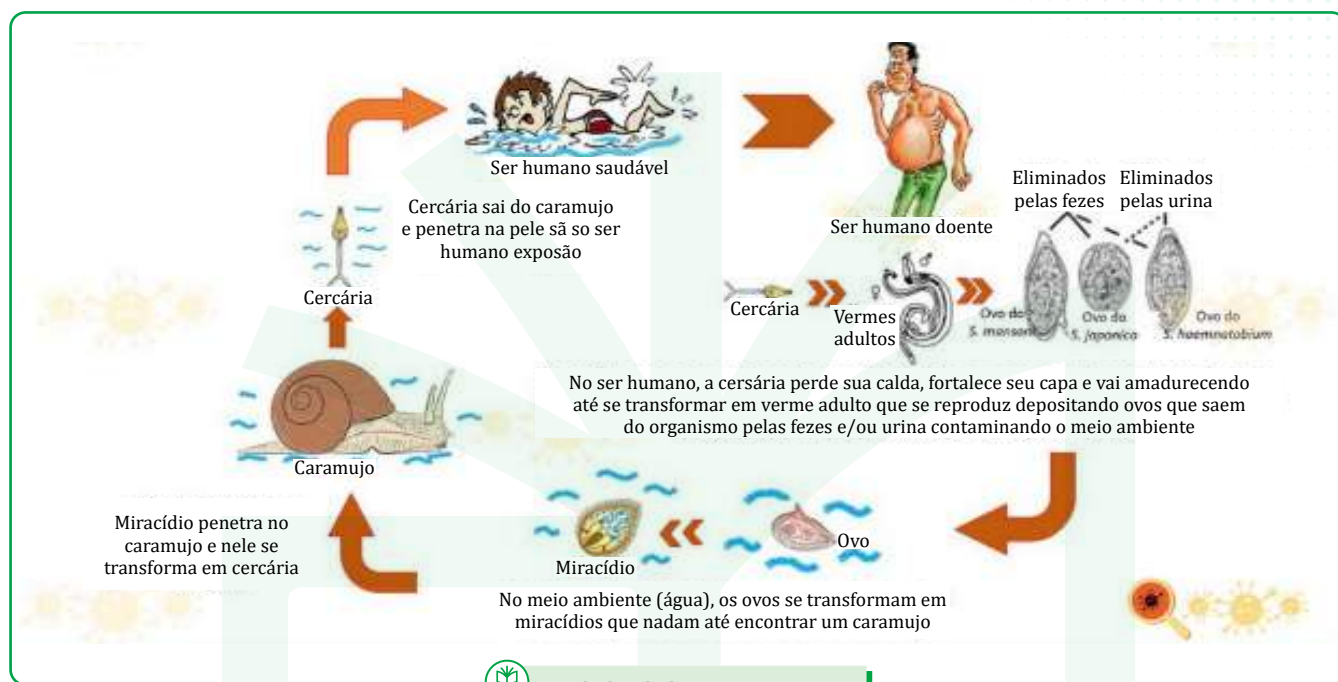 Ser humano saudável
Cercária sai do caramujo
e penetra na pele sã so ser
humano exposão
Cercária
Ser humano doente
Eliminados
pelas fezes
Eliminados
pelas urina
Cercária
Vermes
adultos
Ovo do
S. mansoni
Ovo do
S. japonica
Ovo do
S. haemnatobium
No ser humano, a cersária perde sua calda, fortalece seu capa e vai amadurecendo
até se transformar em verme adulto que se reproduz depositando ovos que saem
do organismo pelas fezes e/ou urina contaminando o meio ambiente
Caramujo
Miracídio penetra no
caramujo e nele se
transforma em cercária
Miracídio
Ovo
No meio ambiente (água), os ovos se transformam em
miracídios que nadam até encontrar um caramujo